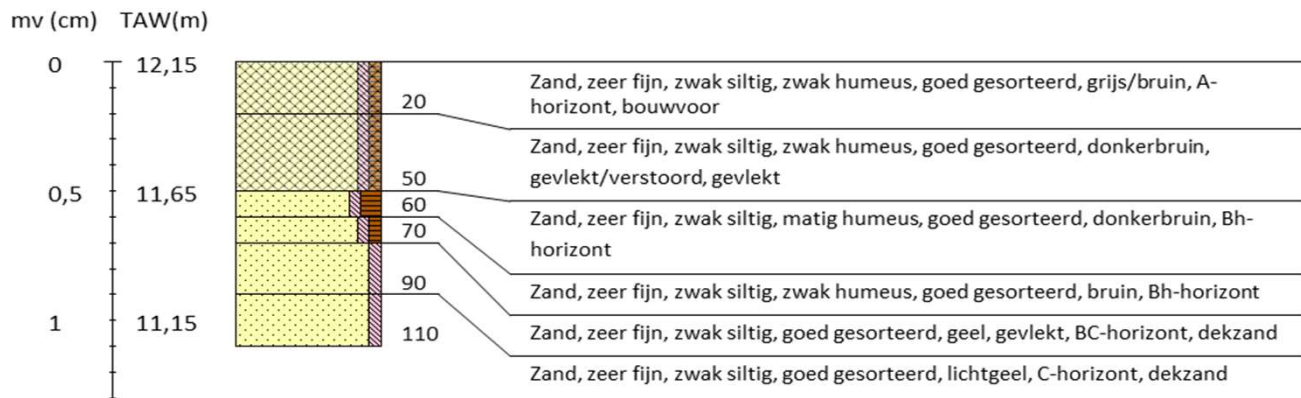 mv (cm) TAW(m)
0 12,15
Zand, zeer fijn, zwak siltig, zwak humeus, goed gesorteerd, grijs/bruin, A-
20 horizont, bouwvoor
Zand, zeer fijn, zwak siltig, zwak humeus, goed gesorteerd, donkerbruin,
50 gevlekt/verstoord, gevlekt
0,5 11,65
60 Zand, zeer fijn, zwak siltig, matig humeus, goed gesorteerd, donkerbruin, Bh-
70 horizont
90 Zand, zeer fijn, zwak siltig, zwak humeus, goed gesorteerd, bruin, Bh-horizont
1 11,15
110 Zand, zeer fijn, zwak siltig, goed gesorteerd, geel, gevlekt, BC-horizont, dekzand
Zand, zeer fijn, zwak siltig, goed gesorteerd, lichtgeel, C-horizont, dekzand